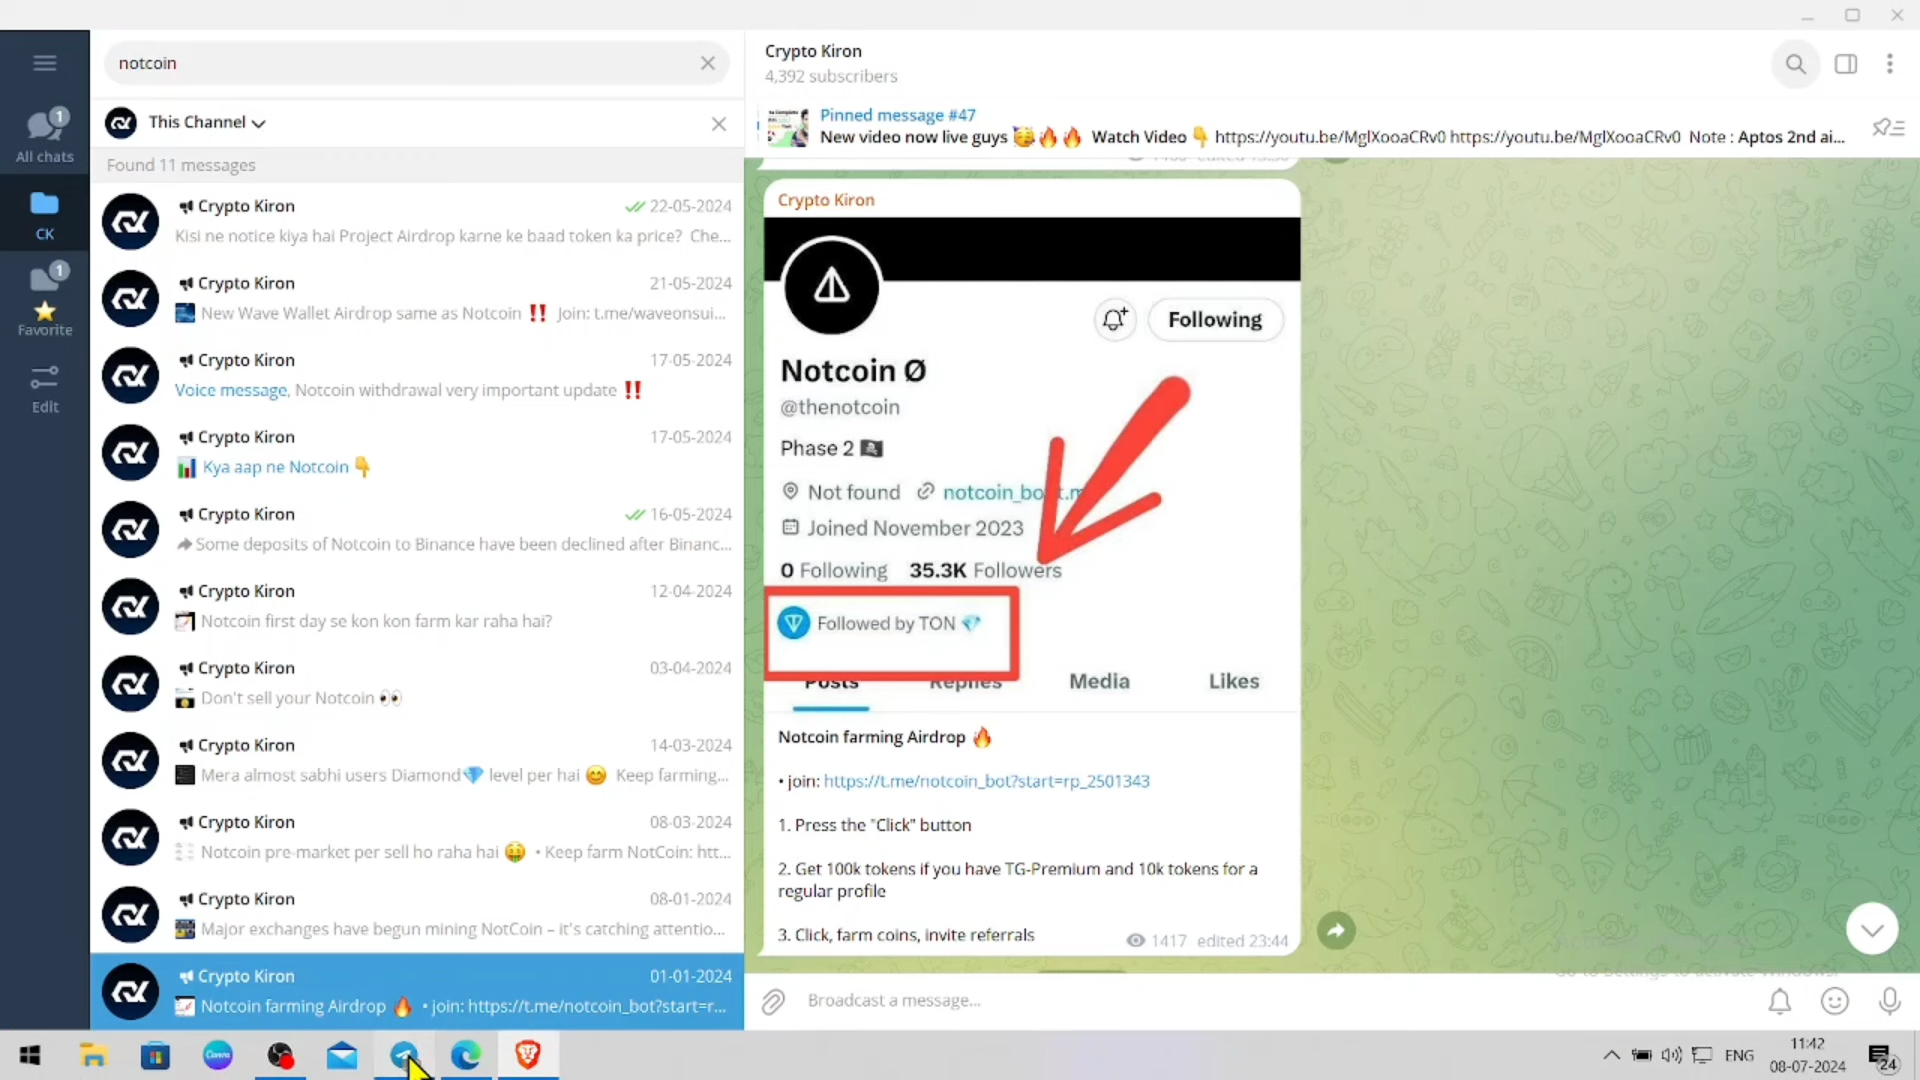 notcoin
This Channel
Found 11 messages
All chats
1
CK
1
Favorite
Edit
Crypto Kiron
22-05-2024
Kisi ne notice kiya hai Project Airdrop karne ke baad token ka price? Che...
Crypto Kiron
21-05-2024
New Wave Wallet Airdrop same as Notcoin ‼️ Join: t.me/waveonsui...
Crypto Kiron
17-05-2024
Voice message, Notcoin withdrawal very important update ‼️
Crypto Kiron
17-05-2024
Kya aap ne Notcoin 👇
Crypto Kiron
16-05-2024
Some deposits of Notcoin to Binance have been declined after Binanc...
Crypto Kiron
12-04-2024
Notcoin first day se kon kon farm kar raha hai?
Crypto Kiron
03-04-2024
Don't sell your Notcoin 👀
Crypto Kiron
14-03-2024
Mera almost sabhi users Diamond💎 level per hai 😊 Keep farming...
Crypto Kiron
08-03-2024
Notcoin pre-market per sell ho raha hai 🤑 • Keep farm NotCoin: htt...
Crypto Kiron
08-01-2024
Major exchanges have begun mining NotCoin – it's catching attentio...
Crypto Kiron
01-01-2024
Notcoin farming Airdrop 🔥 • join: https://t.me/notcoin_bot?start=r...
Crypto Kiron
4,392 subscribers
Pinned message #47
New video now live guys 🥳🔥🔥 Watch Video 👇 https://youtu.be/MglXooaCRv0 https://youtu.be/MglXooaCRv0 Note : Aptos 2nd ai...
Crypto Kiron
Following
Notcoin Ø
@thenotcoin
Phase 2 🏴‍☠️
Not found
Joined November 2023
0 Following 35.3K Followers
Followed by TON 💎
Posts Replies Media Likes
Notcoin farming Airdrop 🔥
• join: https://t.me/notcoin_bot?start=rp_2501343
1. Press the "Click" button
2. Get 100k tokens if you have TG-Premium and 10k tokens for a
regular profile
3. Click, farm coins, invite referrals
1417 edited 23:44
Broadcast a message...
Canva
ENG
11:42
08-07-2024
24